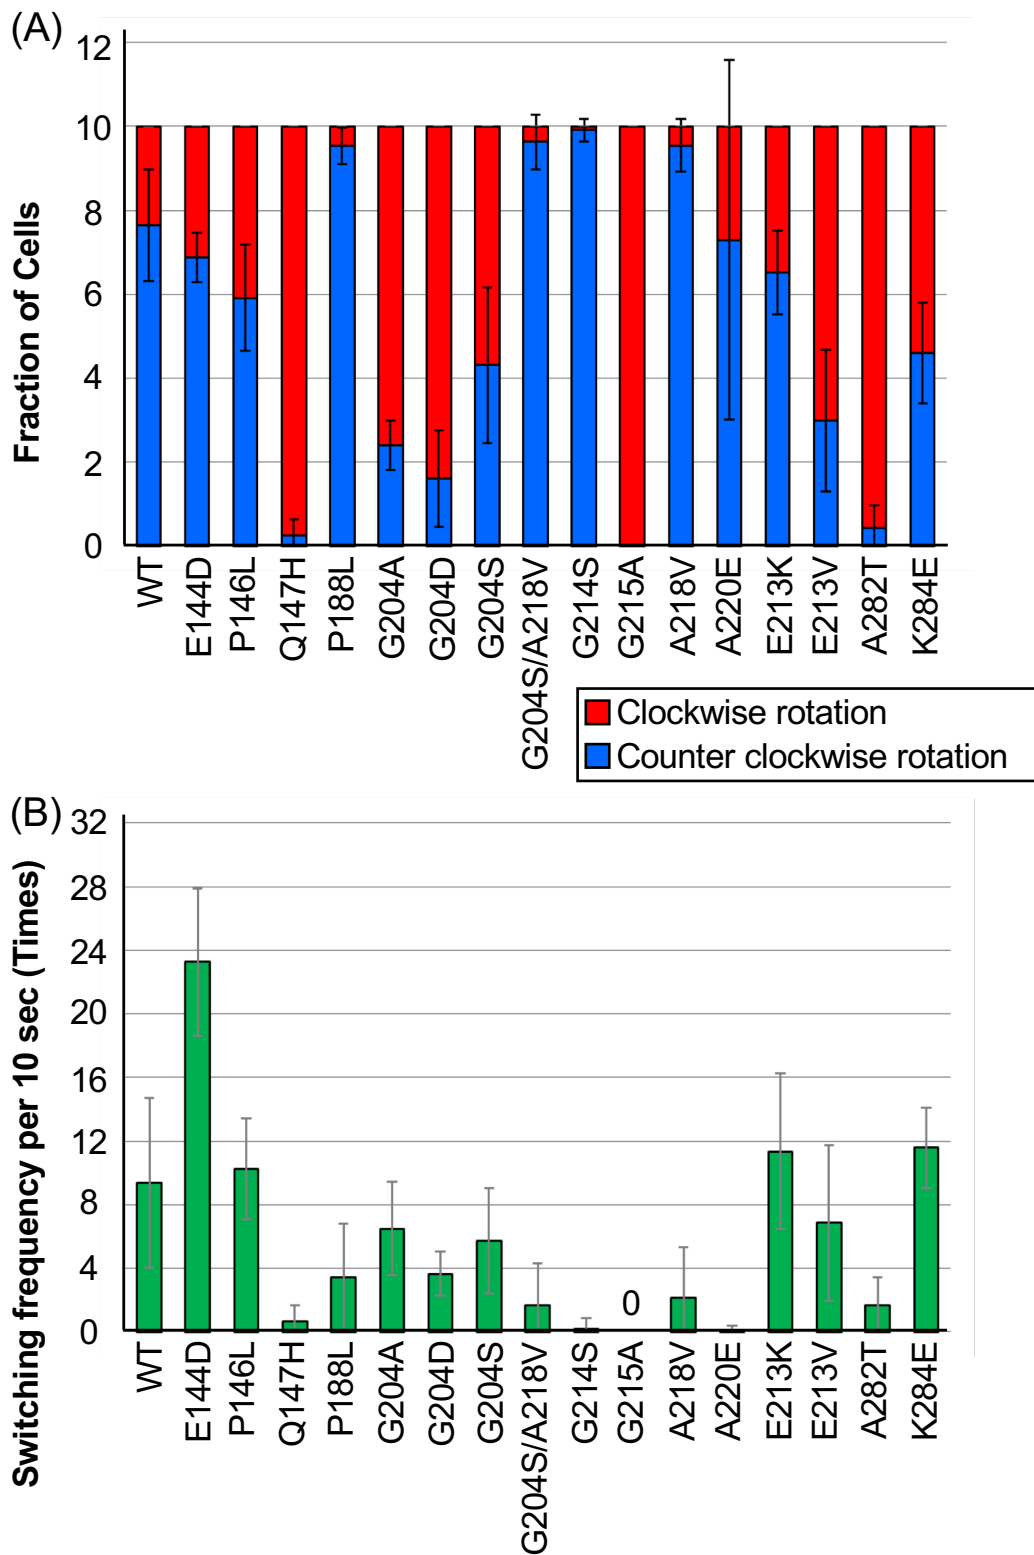 (A)
Fraction of Cells
12
10
8
6
4
2
0
WT
E144D
P146L
Q147H
P188L
G204A
G204D
G204S
G204S/A218V
G214S
G215A
A218V
A220E
E213K
E213V
A282T
K284E
Clockwise rotation
Counter clockwise rotation
(B)
Switching frequency per 10 sec (Times)
32
28
24
20
16
12
8
4
0
0
WT
E144D
P146L
Q147H
P188L
G204A
G204D
G204S
G204S/A218V
G214S
G215A
A218V
A220E
E213K
E213V
A282T
K284E